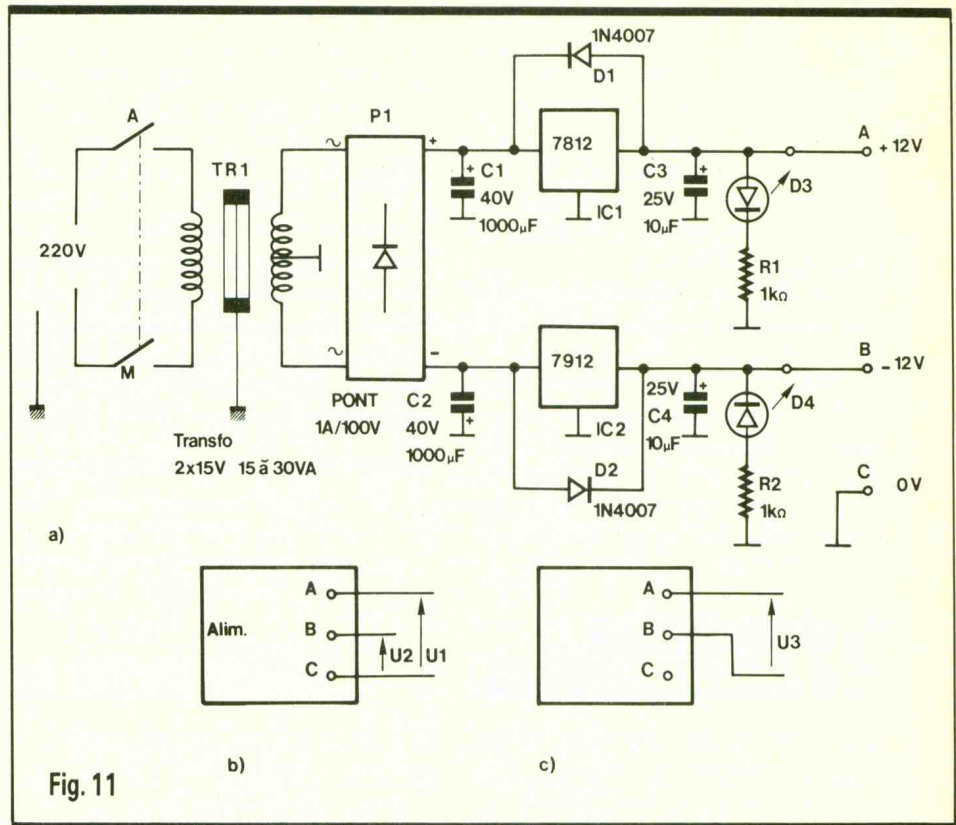 1N4007
D1
A
P1
TR1
220V
M
~
~
+
-
+
C1
40V
1000µF
7812
IC1
C3
25V
10µF
+
D3
A
+ 12V
R1
1kΩ
Transfo
2x15V 15 ă 30VA
PONT
1A/100V
C2
40V
1000µF
+
7912
IC2
25V
C4
10µF
+
D2
1N4007
D4
B
- 12V
R2
1kΩ
C
0V
a)
Alim.
A
B
C
U2
U1
b)
A
B
C
U3
c)
Fig. 11